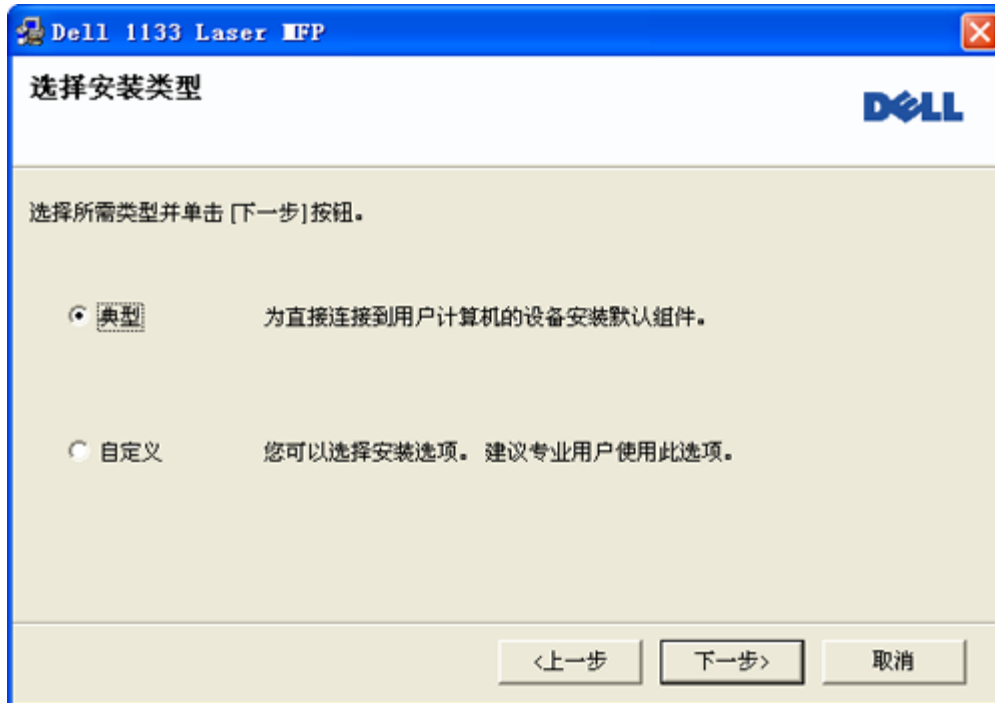 Dell 1133 Laser MFP
选择安装类型
DELL
选择所需类型并单击 [下一步]按钮。
典型 为直接连接到用户计算机的设备安装默认组件。
自定义 您可以选择安装选项。 建议专业用户使用此选项。
<上一步 下一步> 取消